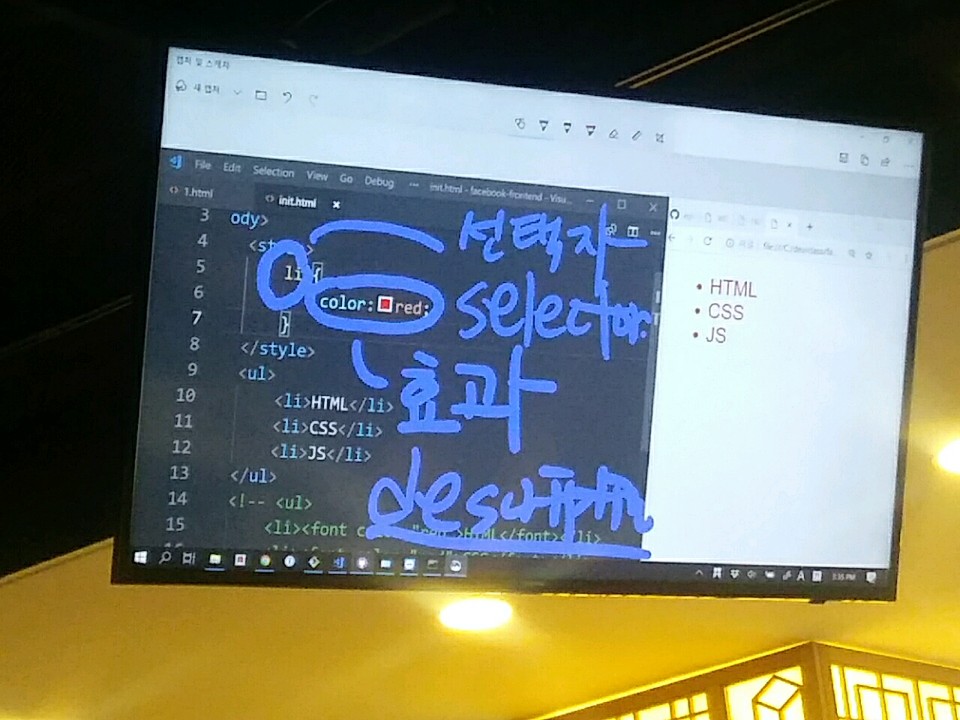 캡처 및 스케치
새 캡처
File Edit Selection View Go Debug ... init.html - facebook-frontend - Visu...
1.html init.html
3 ody>
4 <st >
5 li {
6 color: red;
7 }
8 </style>
9 <ul>
10 <li>HTML</li>
11 <li>CSS</li>
12 <li>JS</li>
13 </ul>
14 <!-- <ul>
15 <li><font c "red">HTML</font></li>
선택자
selector
효과
description
• HTML
• CSS
• JS
A
3:35 PM